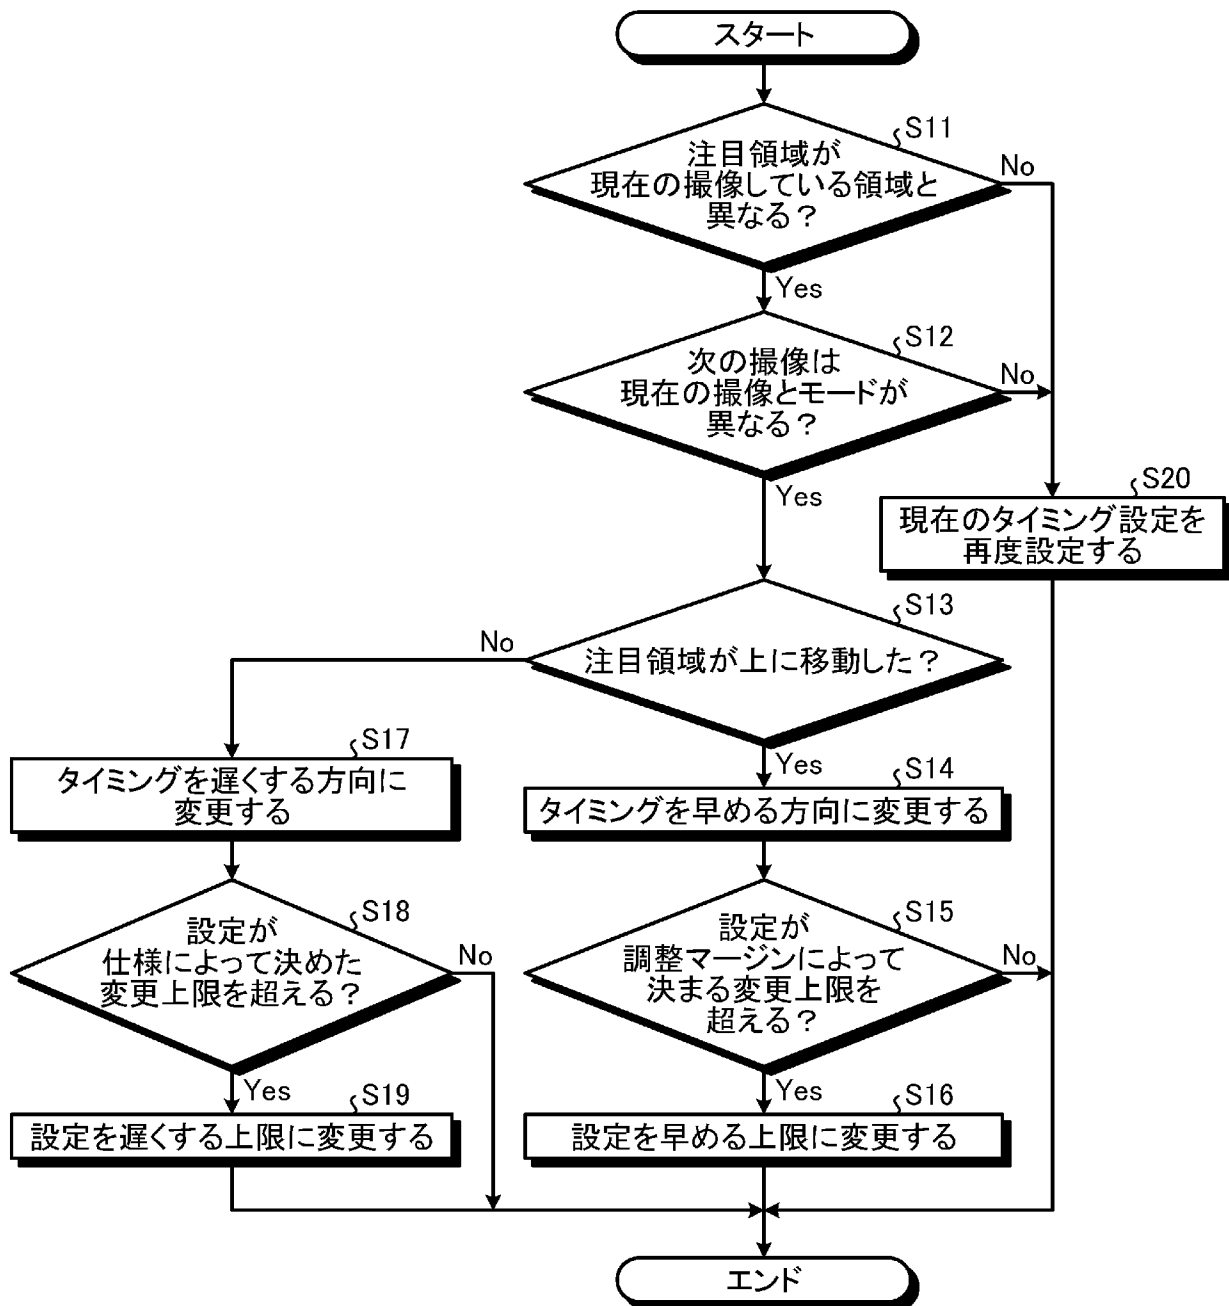 スタート
S11
注目領域が
現在の撮像している領域と
異なる？
No
Yes
S12
次の撮像は
現在の撮像とモードが
異なる？
No
Yes
S20
現在のタイミング設定を
再度設定する
S13
注目領域が上に移動した？
No
Yes
S17
タイミングを遅くする方向に
変更する
S14
タイミングを早める方向に変更する
S18
設定が
仕様によって決めた
変更上限を超える？
No
Yes
S15
設定が
調整マージンによって
決まる変更上限を
超える？
No
Yes
S19
設定を遅くする上限に変更する
S16
設定を早める上限に変更する
エンド